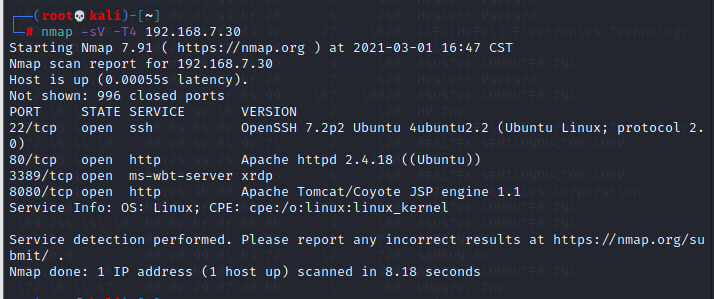 ┌──(root💀kali)-[~]
└─# nmap -sV -T4 192.168.7.30
Starting Nmap 7.91 ( https://nmap.org ) at 2021-03-01 16:47 CST
Nmap scan report for 192.168.7.30
Host is up (0.00055s latency).
Not shown: 996 closed ports
PORT     STATE SERVICE       VERSION
22/tcp   open  ssh           OpenSSH 7.2p2 Ubuntu 4ubuntu2.2 (Ubuntu Linux; protocol 2.
0)
80/tcp   open  http          Apache httpd 2.4.18 ((Ubuntu))
3389/tcp open  ms-wbt-server xrdp
8080/tcp open  http          Apache Tomcat/Coyote JSP engine 1.1
Service Info: OS: Linux; CPE: cpe:/o:linux:linux_kernel

Service detection performed. Please report any incorrect results at https://nmap.org/su
bmit/ .
Nmap done: 1 IP address (1 host up) scanned in 8.18 seconds